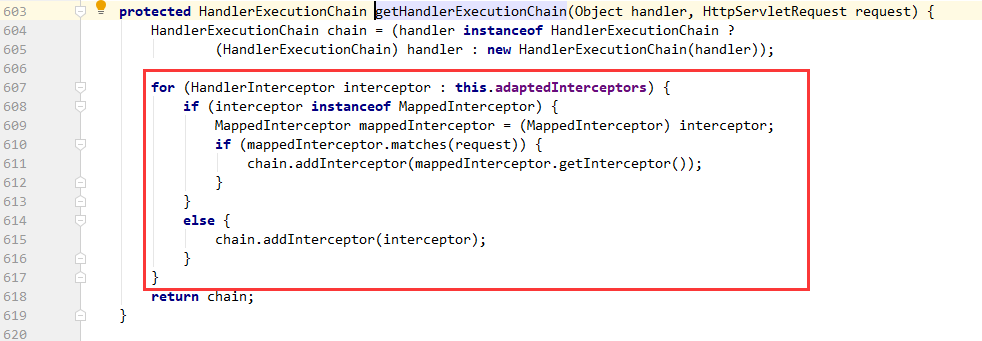 603 protected HandlerExecutionChain getHandlerExecutionChain(Object handler, HttpServletRequest request) {
604     HandlerExecutionChain chain = (handler instanceof HandlerExecutionChain ?
605             (HandlerExecutionChain) handler : new HandlerExecutionChain(handler));
606
607     for (HandlerInterceptor interceptor : this.adaptedInterceptors) {
608         if (interceptor instanceof MappedInterceptor) {
609             MappedInterceptor mappedInterceptor = (MappedInterceptor) interceptor;
610             if (mappedInterceptor.matches(request)) {
611                 chain.addInterceptor(mappedInterceptor.getInterceptor());
612             }
613         }
614         else {
615             chain.addInterceptor(interceptor);
616         }
617     }
618     return chain;
619 }
620